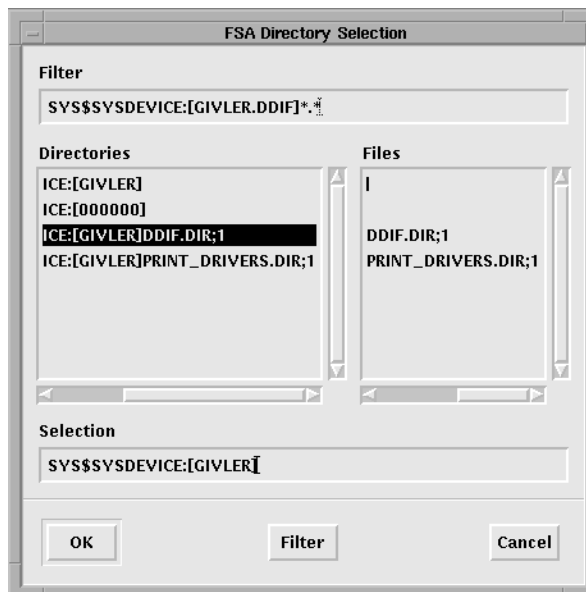 FSA Directory Selection
Filter
SYS$SYSDEVICE:[GIVLER.DDIF]*.*
Directories
Files
ICE:[GIVLER]
]
ICE:[000000]
ICE:[GIVLER]DDIF.DIR;1
DDIF.DIR;1
ICE:[GIVLER]PRINT_DRIVERS.DIR;1
PRINT_DRIVERS.DIR;1
Selection
SYS$SYSDEVICE:[GIVLER]
OK
Filter
Cancel